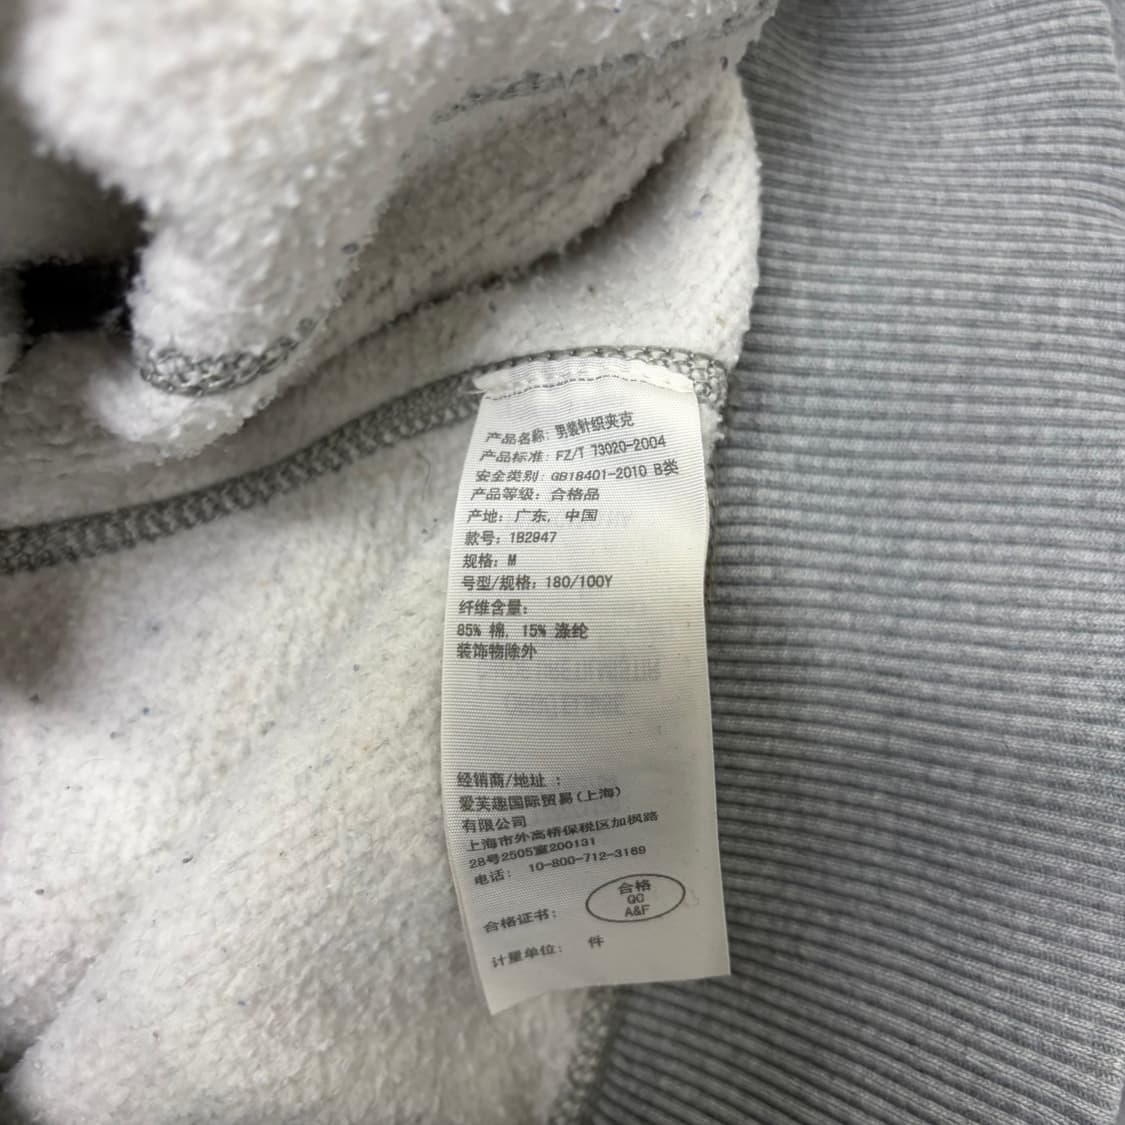 产品名称: 男装针织夹克
产品标准: FZ/T 73020-2004
安全类别: GB18401-2010 B类
产品等级: 合格品
产地: 广东, 中国
款号: 1B2947
规格: M
号型/规格: 180/100Y
纤维含量:
85% 棉, 15% 涤纶
装饰物除外
经销商/地址 :
爱芙趣国际贸易(上海)
有限公司
上海市外高桥保税区加枫路
28号2505室200131
电话: 10-800-712-3169
合格
QC
A&F
合格证书:
计量单位: 件